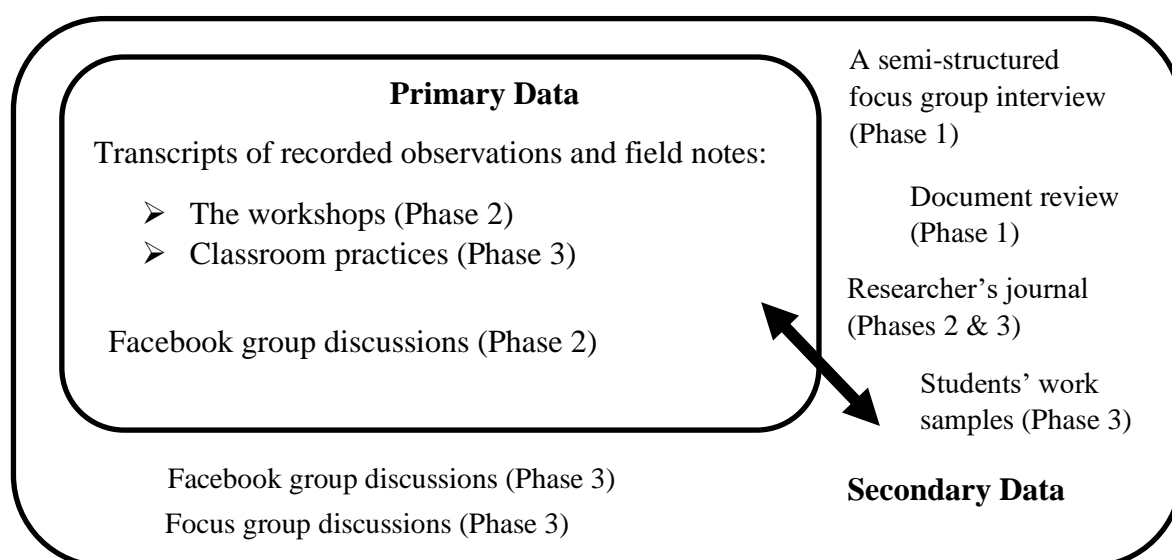 Primary Data
Transcripts of recorded observations and field notes:
➢ The workshops (Phase 2)
➢ Classroom practices (Phase 3)
Facebook group discussions (Phase 2)
A semi-structured
focus group interview
(Phase 1)
Document review
(Phase 1)
Researcher’s journal
(Phases 2 & 3)
Students’ work
samples (Phase 3)
Secondary Data
Facebook group discussions (Phase 3)
Focus group discussions (Phase 3)